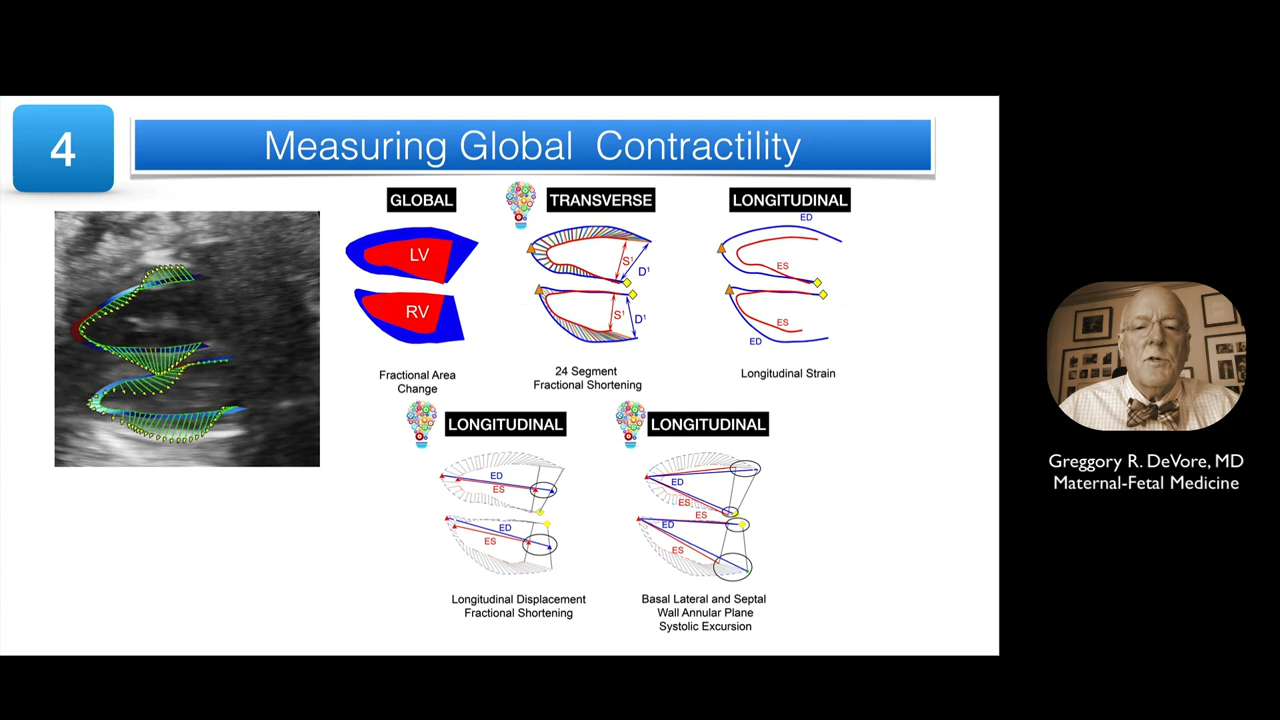 4
Measuring Global Contractility
GLOBAL
TRANSVERSE
LONGITUDINAL
LV
RV
S1
D1
S1
D1
ED
ES
ES
ED
Fractional Area
Change
24 Segment
Fractional Shortening
Longitudinal Strain
LONGITUDINAL
LONGITUDINAL
ED
ES
ED
ES
ED
ES
ES
ED
ES
Longitudinal Displacement
Fractional Shortening
Basal Lateral and Septal
Wall Annular Plane
Systolic Excursion
Greggory R. DeVore, MD
Maternal-Fetal Medicine